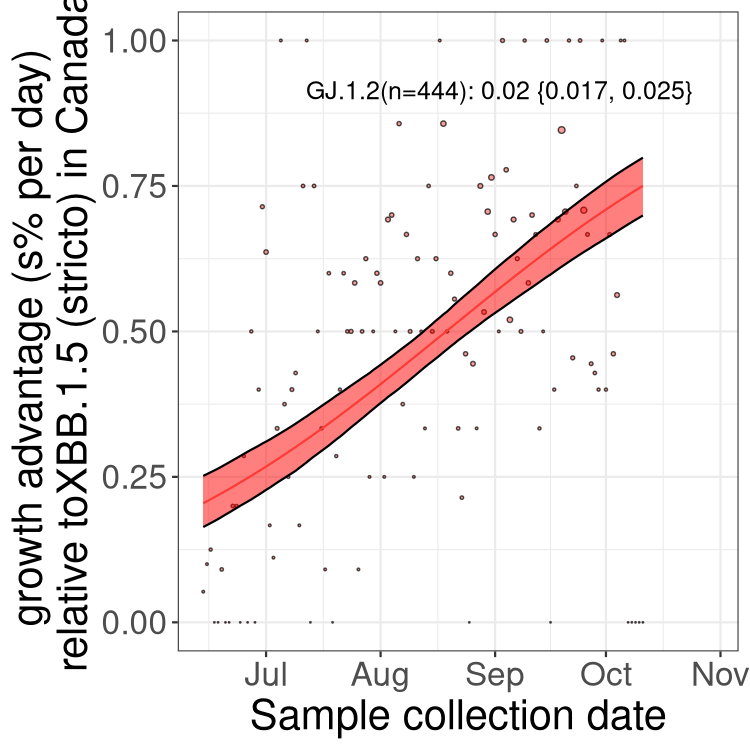 growth advantage (s% per day)
relative toXBB.1.5 (stricto) in Canada
1.00
0.75
0.50
0.25
0.00
GJ.1.2(n=444): 0.02 {0.017, 0.025}
Jul Aug Sep Oct Nov
Sample collection date